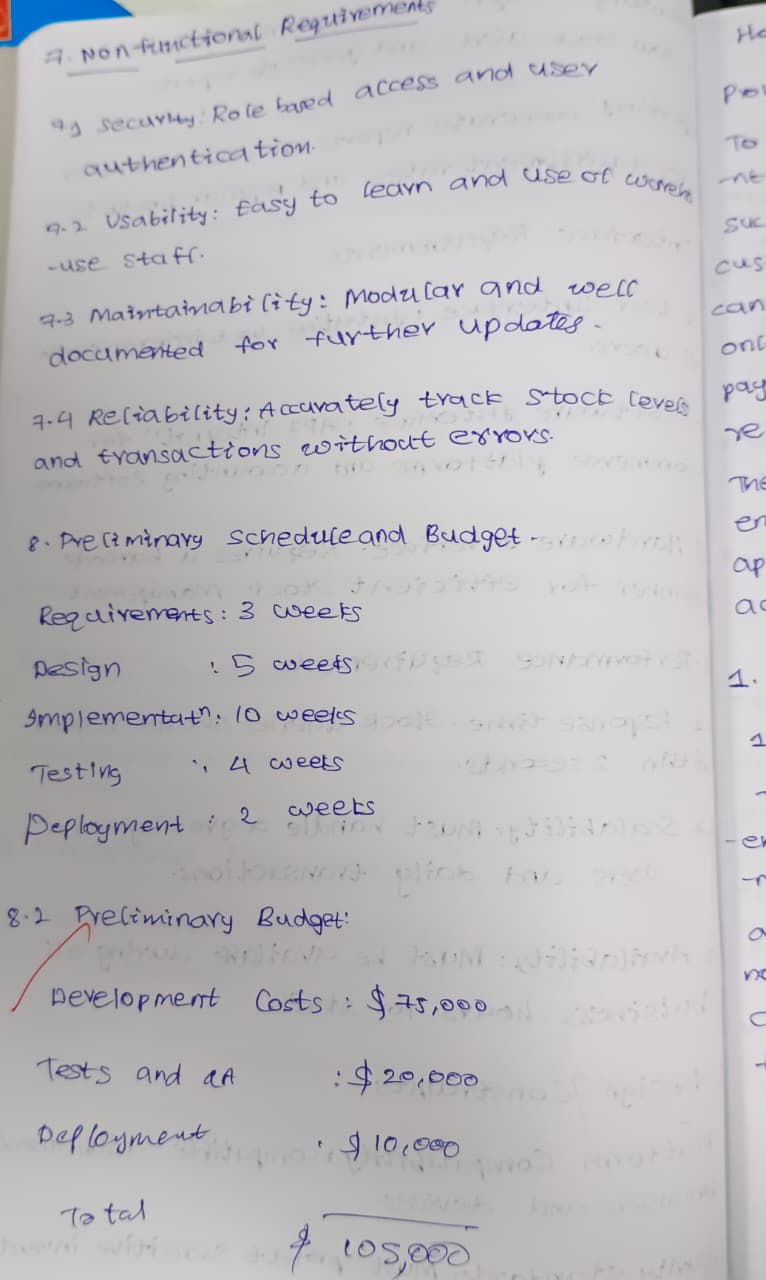 7. Non-functional Requirements
7.1 Security: Role based access and user
authentication.
7.2 Usability: Easy to learn and use of wareh
-use staff.
7.3 Maintainability: Modular and well
documented for further updates.
7.4 Reliability: Accurately track stock levels
and transactions without errors.
8. Preliminary Schedule and Budget.
Requirements: 3 weeks
Design : 5 weeks
Implementatn: 10 weeks
Testing : 4 weeks
Deployment : 2 weeks
8.2 Preliminary Budget:
Development Costs : $75,000
Tests and QA : $20,000
Deployment : $10,000
Total
$ 105,000